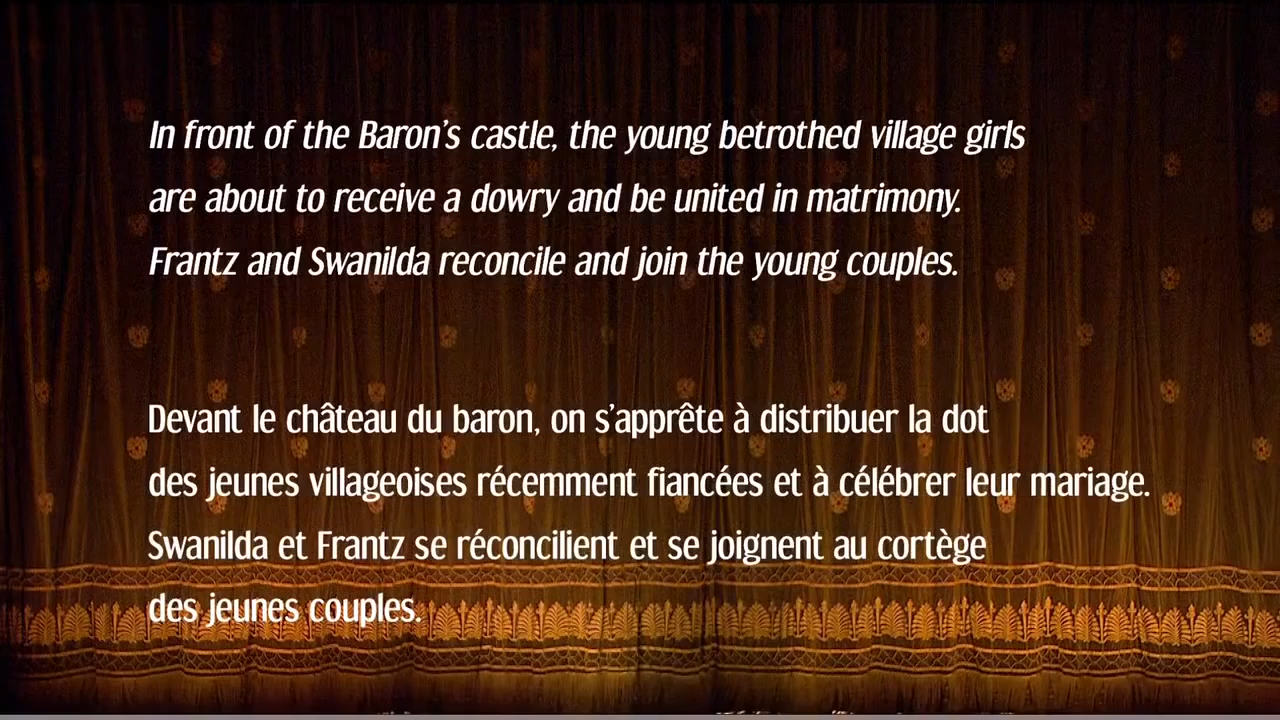 In front of the Baron's castle, the young betrothed village girls
are about to receive a dowry and be united in matrimony.
Frantz and Swanilda reconcile and join the young couples.
Devant le château du baron, on s'apprête à distribuer la dot
des jeunes villageoises récemment fiancées et à célébrer leur mariage.
Swanilda et Frantz se réconcilient et se joignent au cortège
des jeunes couples.